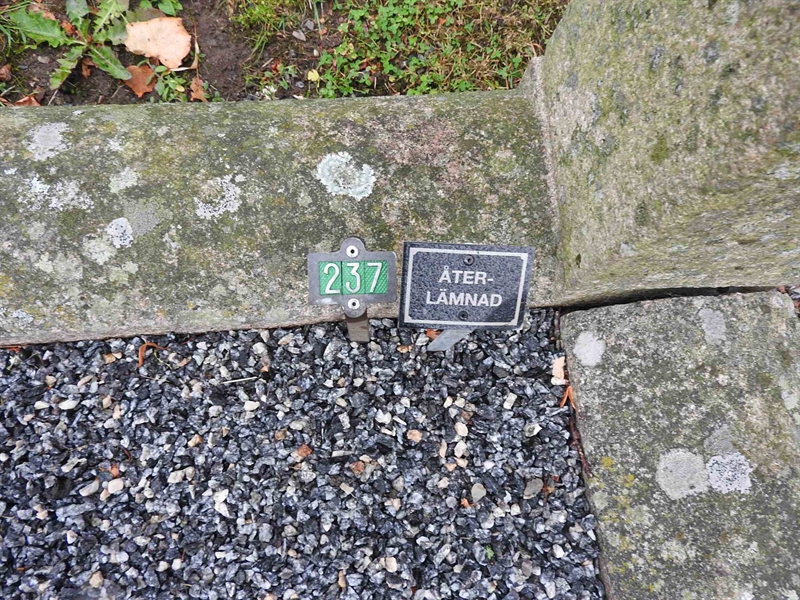 237
ÅTER-
LÄMNAD